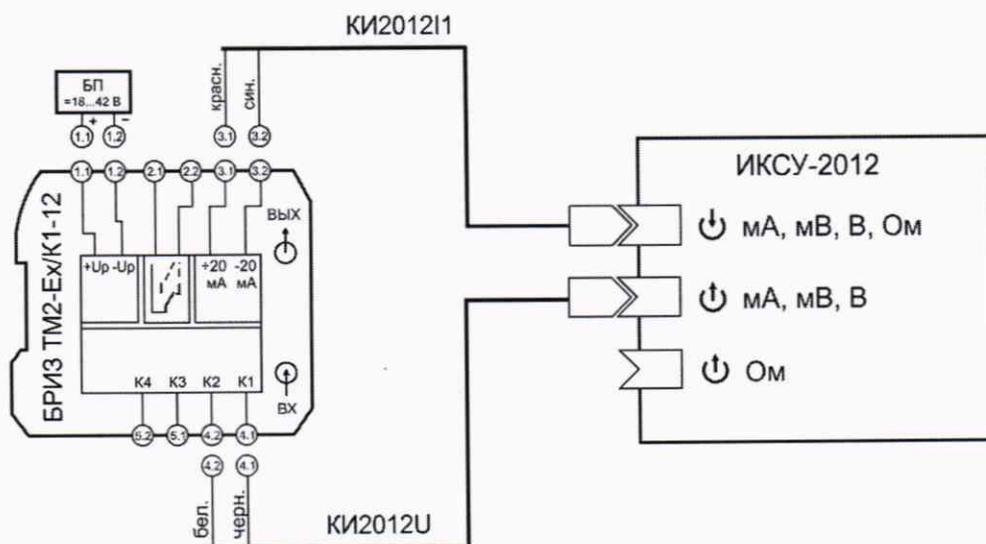 КИ2012I1
красн.
син.
БП
=18...42 В
+
−
1.1
1.2
3.1
3.2
1.1
1.2
2.1
2.2
3.1
3.2
БРИЗ ТМ2-Ex/К1-12
ВЫХ
+Up
-Up
+20
мА
-20
мА
К4
К3
К2
К1
ВХ
5.2
5.1
4.2
4.1
4.2
4.1
бел.
черн.
КИ2012U
ИКСУ-2012
мА, мВ, В, Ом
мА, мВ, В
Ом